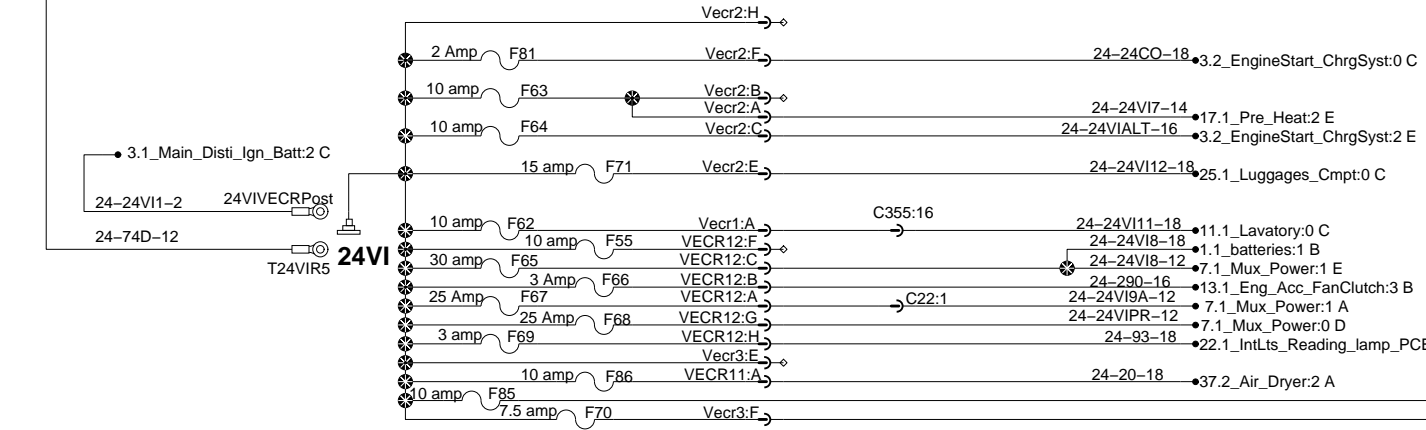 Vecr2:H
2 Amp F81 Vecr2:F 24−24CO−18 3.2_EngineStart_ChrgSyst:0 C
10 amp F63 Vecr2:B
Vecr2:A 24−24VI7−14 17.1_Pre_Heat:2 E
10 amp F64 Vecr2:C 24−24VIALT−16 3.2_EngineStart_ChrgSyst:2 E
3.1_Main_Disti_Ign_Batt:2 C
15 amp F71 Vecr2:E 24−24VI12−18 25.1_Luggages_Cmpt:0 C
24−24VI1−2 24VIVECRPost
24−74D−12
T24VIR5
24VI
10 amp F62 Vecr1:A C355:16 24−24VI11−18 11.1_Lavatory:0 C
10 amp F55 VECR12:F 24−24VI8−18 1.1_batteries:1 B
30 amp F65 VECR12:C 24−24VI8−12 7.1_Mux_Power:1 E
3 Amp F66 VECR12:B 24−290−16 13.1_Eng_Acc_FanClutch:3 B
25 Amp F67 VECR12:A C22:1 24−24VI9A−12 7.1_Mux_Power:1 A
25 Amp F68 VECR12:G 24−24VIPR−12 7.1_Mux_Power:0 D
3 amp F69 VECR12:H 24−93−18 22.1_IntLts_Reading_lamp_PCB
Vecr3:E
10 amp F86 VECR11:A 24−20−18 37.2_Air_Dryer:2 A
10 amp F85
7.5 amp F70 Vecr3:F